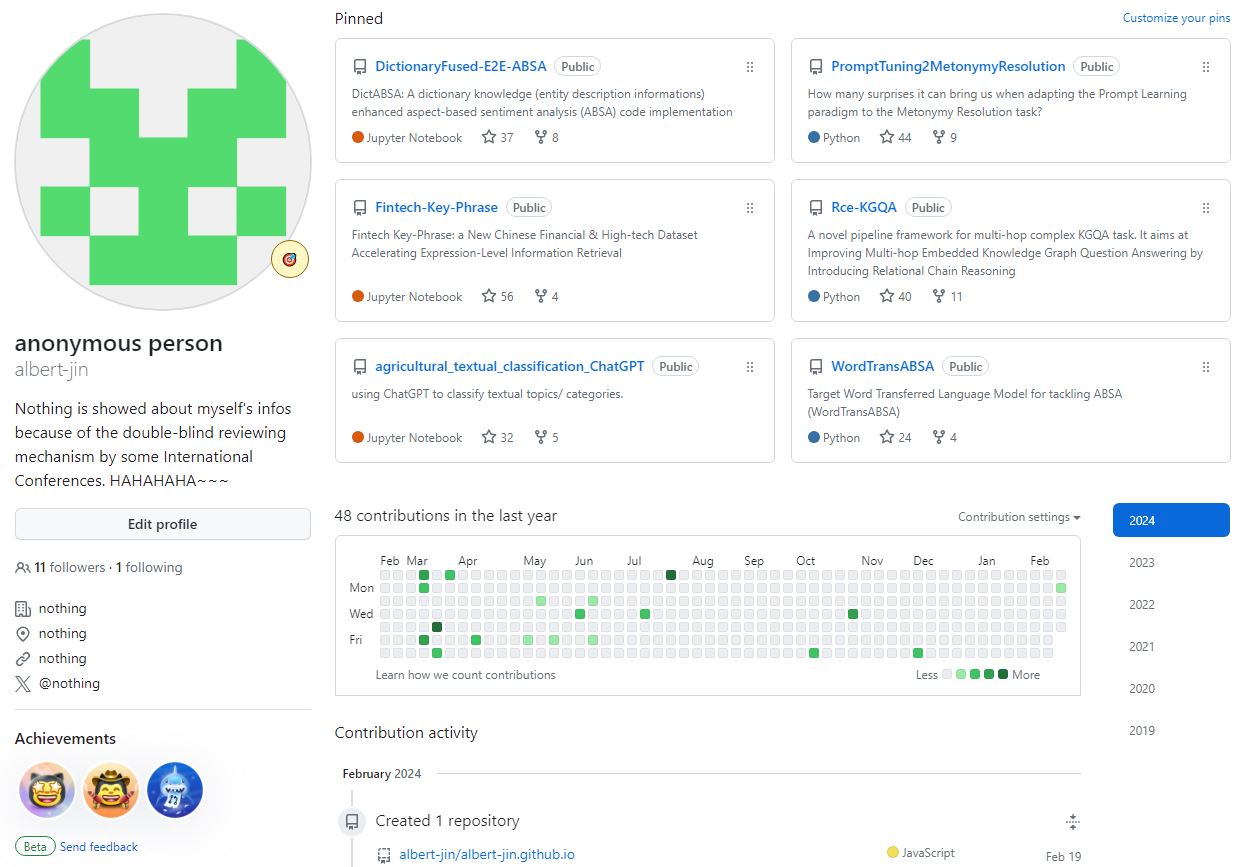 anonymous person
albert-jin
Nothing is showed about myself's infos
because of the double-blind reviewing
mechanism by some International
Conferences. HAHAHAHA~~~
Edit profile
11 followers · 1 following
nothing
nothing
nothing
@nothing
Achievements
Beta Send feedback
Pinned
Customize your pins
DictionaryFused-E2E-ABSA Public
DictABSA: A dictionary knowledge (entity description informations)
enhanced aspect-based sentiment analysis (ABSA) code implementation
Jupyter Notebook 37 8
PromptTuning2MetonymyResolution Public
How many surprises it can bring us when adapting the Prompt Learning
paradigm to the Metonymy Resolution task?
Python 44 9
Fintech-Key-Phrase Public
Fintech Key-Phrase: a New Chinese Financial & High-tech Dataset
Accelerating Expression-Level Information Retrieval
Jupyter Notebook 56 4
Rce-KGQA Public
A novel pipeline framework for multi-hop complex KGQA task. It aims at
Improving Multi-hop Embedded Knowledge Graph Question Answering by
Introducing Relational Chain Reasoning
Python 40 11
agricultural_textual_classification_ChatGPT Public
using ChatGPT to classify textual topics/ categories.
Jupyter Notebook 32 5
WordTransABSA Public
Target Word Transferred Language Model for tackling ABSA
(WordTransABSA)
Python 24 4
48 contributions in the last year
Contribution settings
Feb Mar Apr May Jun Jul Aug Sep Oct Nov Dec Jan Feb
Mon
Wed
Fri
Learn how we count contributions
Less More
2024
2023
2022
2021
2020
2019
Contribution activity
February 2024
Created 1 repository
albert-jin/albert-jin.github.io JavaScript Feb 19